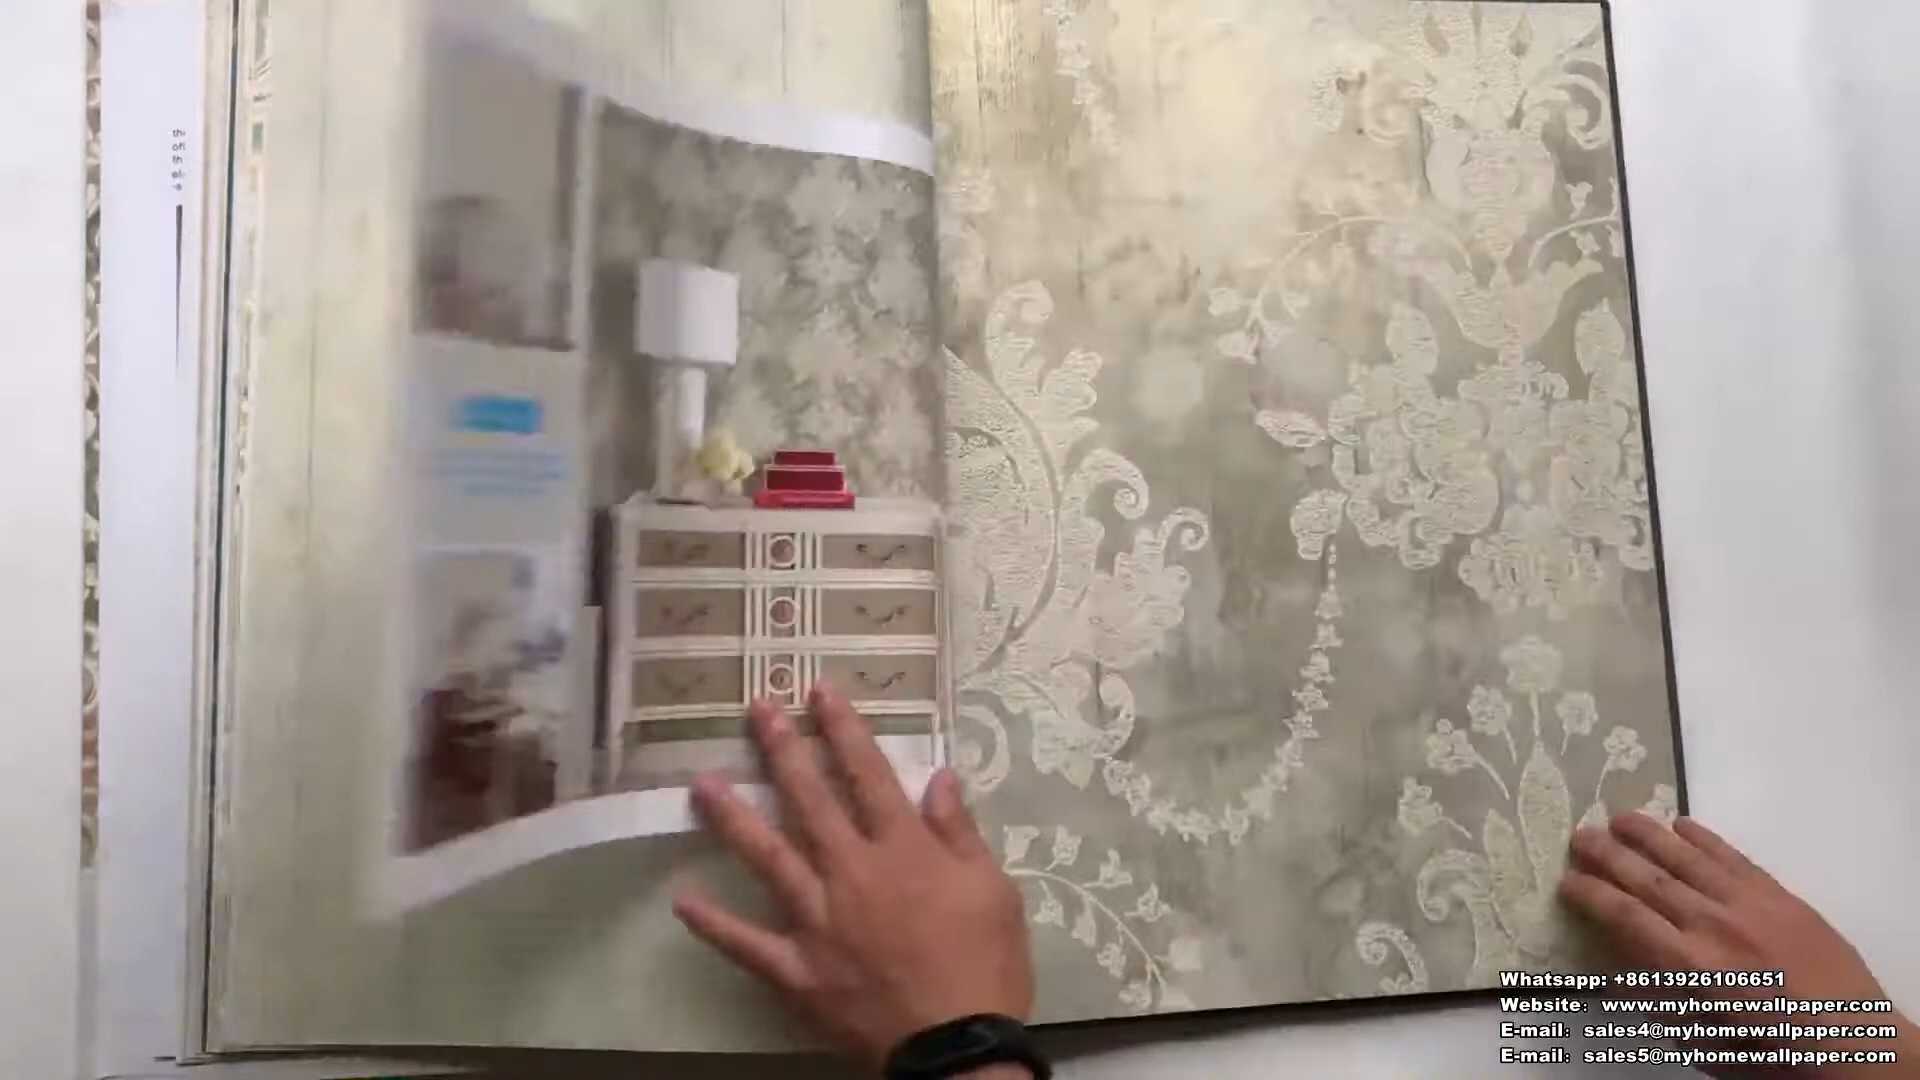 Whatsapp: +8613926106651
Website: www.myhomewallpaper.com
E-mail: sales4@myhomewallpaper.com
E-mail: sales5@myhomewallpaper.com